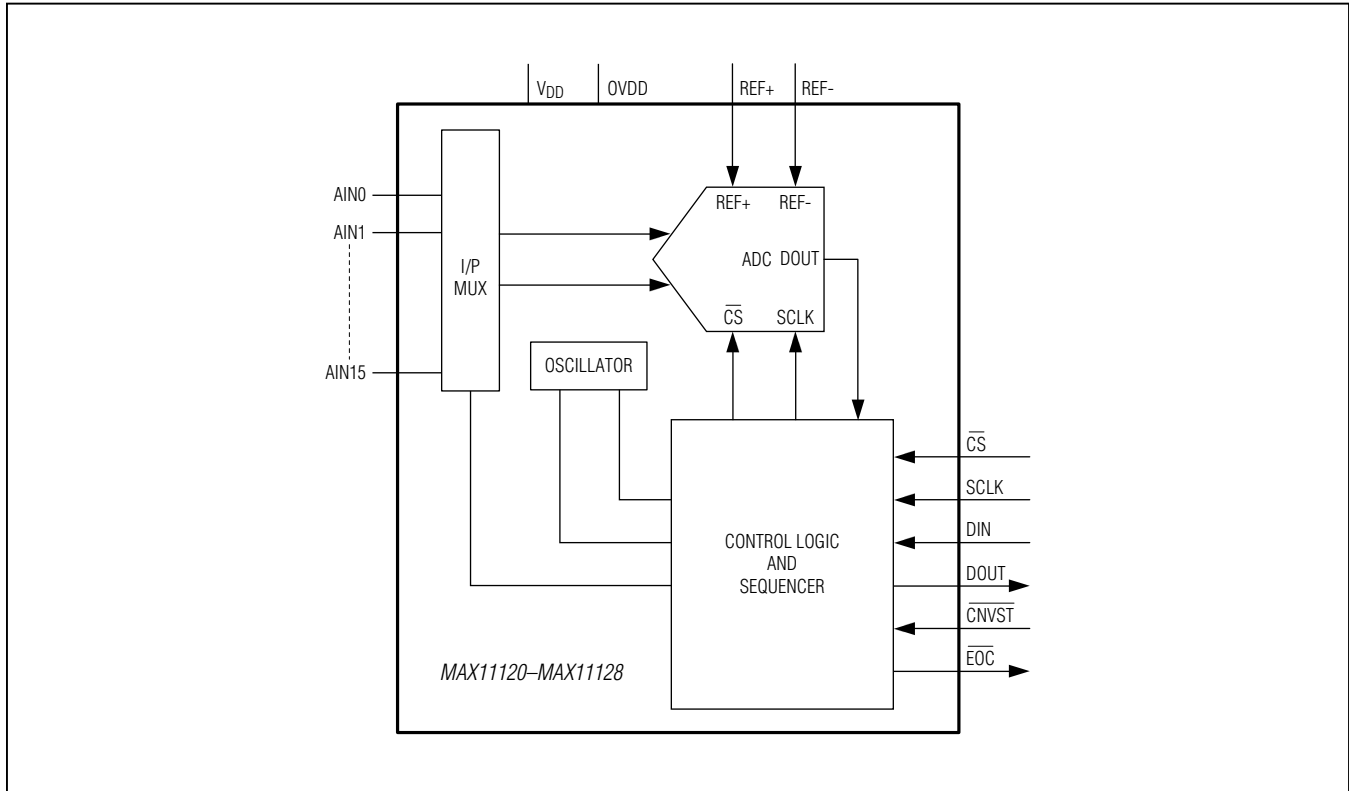 VDD OVDD REF+ REF-
AIN0
AIN1
AIN15
I/P
MUX
REF+ REF-
ADC DOUT
CS SCLK
OSCILLATOR
CONTROL LOGIC
AND
SEQUENCER
CS
SCLK
DIN
DOUT
CNVST
EOC
MAX11120–MAX11128